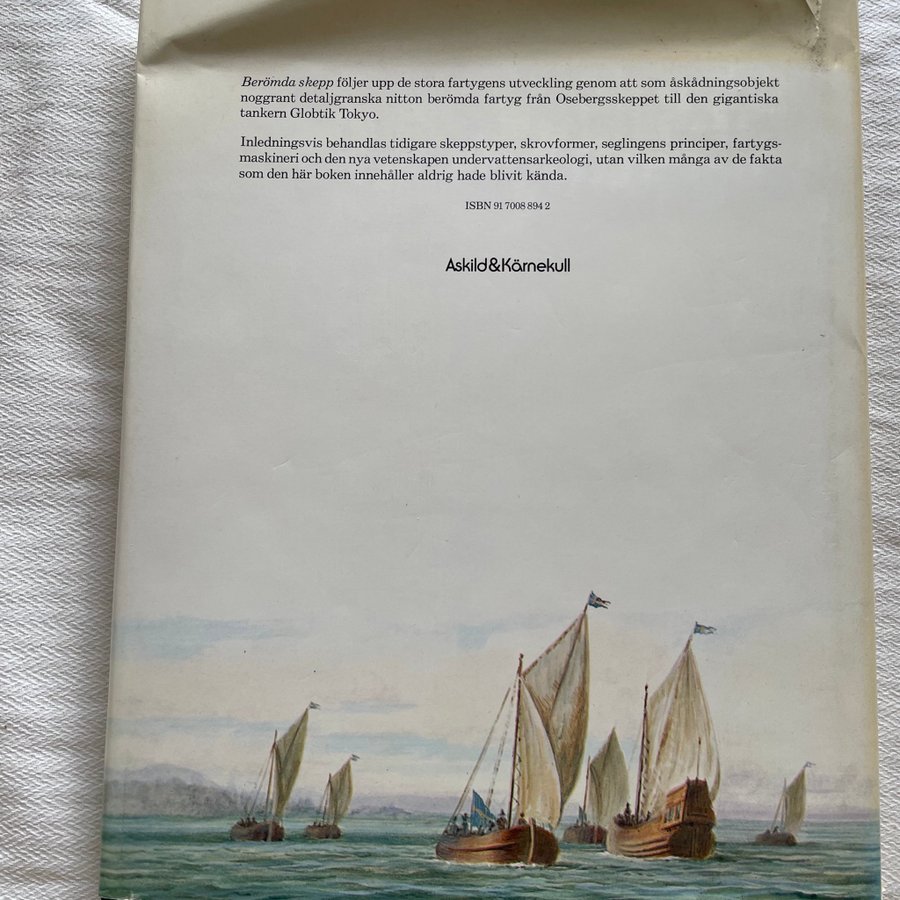 Berömda skepp följer upp de stora fartygens utveckling genom att som åskådningsobjekt
noggrant detaljgranska nitton berömda fartyg från Osebergsskeppet till den gigantiska
tankern Globtik Tokyo.
Inledningsvis behandlas tidigare skeppstyper, skrovformer, seglingens principer, fartygs-
maskineri och den nya vetenskapen undervattensarkeologi, utan vilken många av de fakta
som den här boken innehåller aldrig hade blivit kända.
ISBN 91 7008 894 2
Askild&Kärnekull